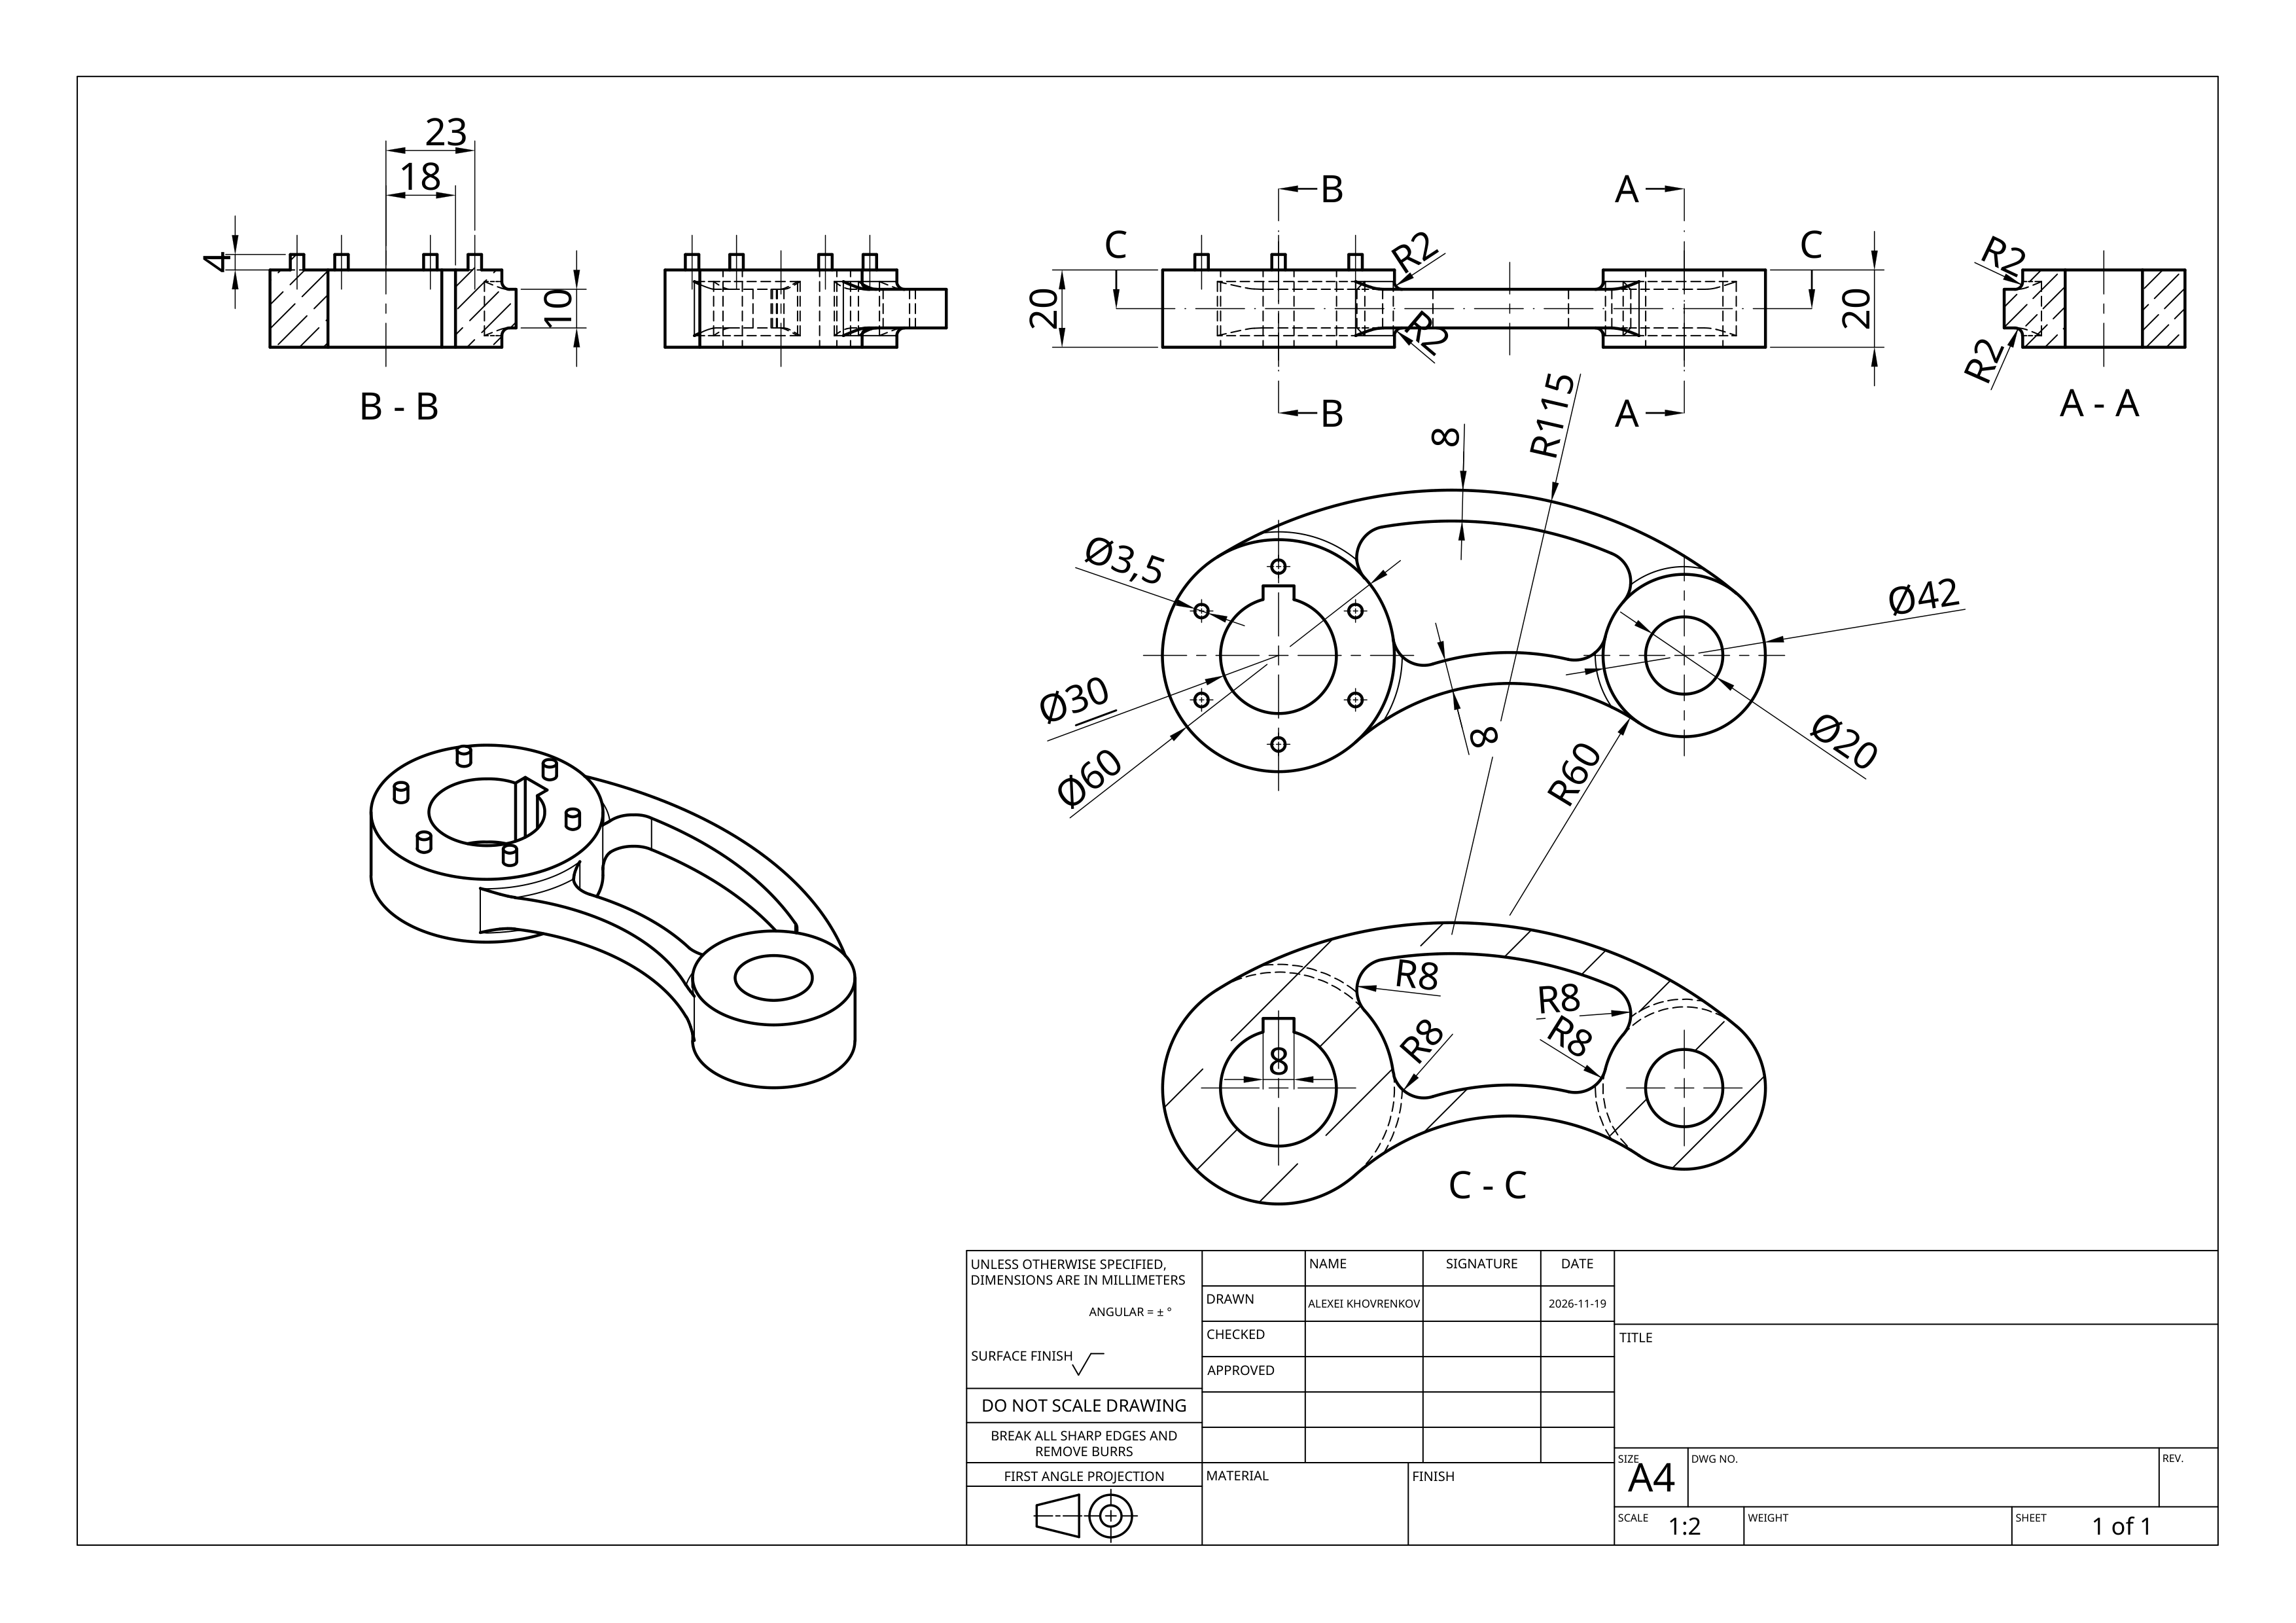 23
18
4
10
B - B
B
A
C
C
R2
R2
20
20
R2
R2
B
A
A - A
R115
8
Ø3,5
Ø42
Ø30
Ø60
8
R60
Ø20
R8
R8
R8
R8
8
C - C
UNLESS OTHERWISE SPECIFIED,
DIMENSIONS ARE IN MILLIMETERS
ANGULAR = ± °
SURFACE FINISH
DO NOT SCALE DRAWING
BREAK ALL SHARP EDGES AND
REMOVE BURRS
FIRST ANGLE PROJECTION
NAME
SIGNATURE
DATE
DRAWN
ALEXEI KHOVRENKOV
2026-11-19
CHECKED
APPROVED
MATERIAL
FINISH
TITLE
SIZE
A4
DWG NO.
REV.
SCALE
1:2
WEIGHT
SHEET
1 of 1